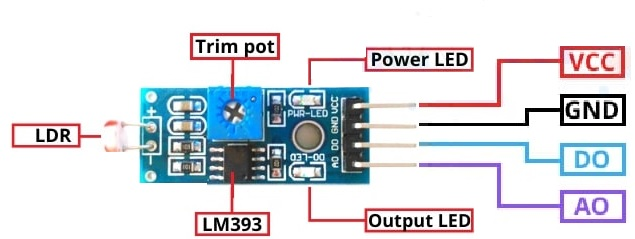 Trim pot
Power LED
VCC
GND
DO
AO
LDR
LM393
Output LED
PWR-LED
DO-LED
VCC
GND
DO
AO